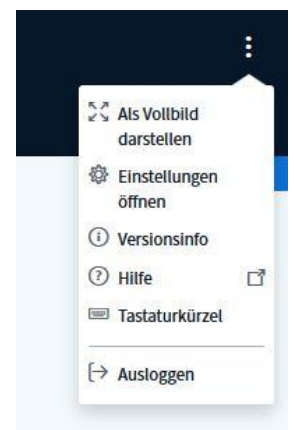 Als Vollbild
darstellen
Einstellungen
öffnen
Versionsinfo
Hilfe
Tastaturkürzel
Ausloggen